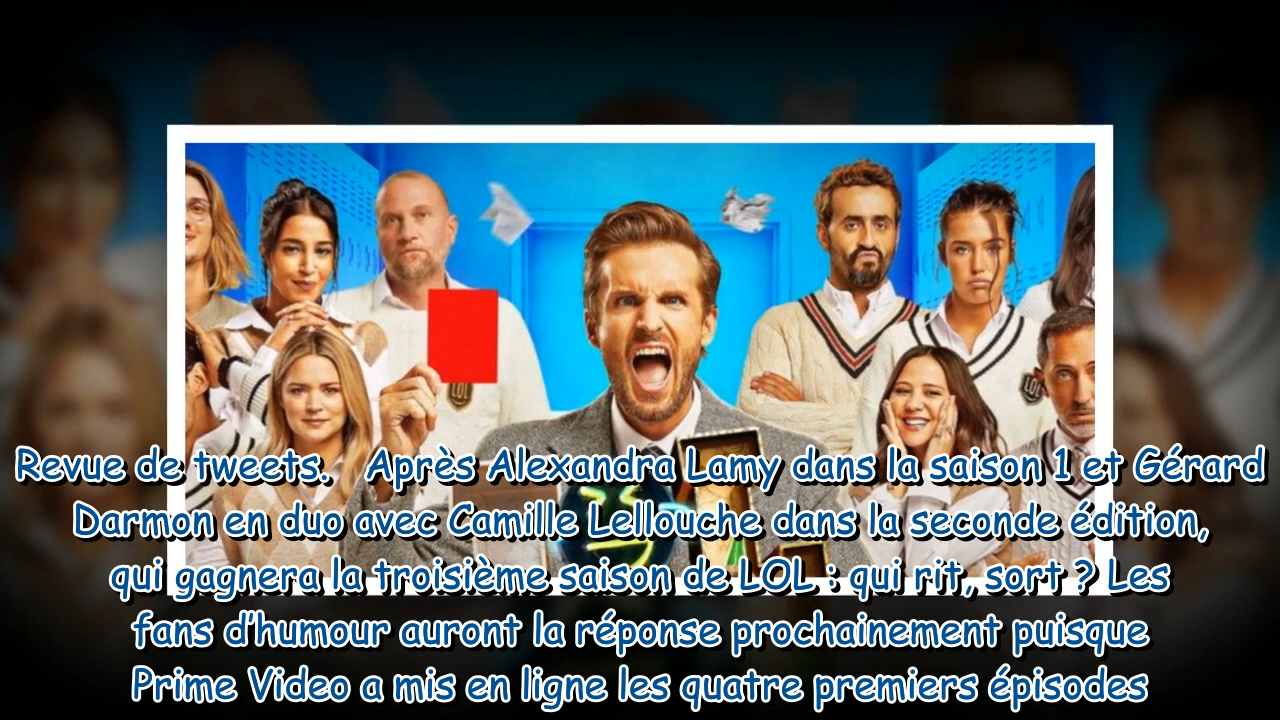 LOL
LOL
Revue de tweets. Après Alexandra Lamy dans la saison 1 et Gérard
Darmon en duo avec Camille Lellouche dans la seconde édition,
qui gagnera la troisième saison de LOL : qui rit, sort ? Les
fans d’humour auront la réponse prochainement puisque
Prime Video a mis en ligne les quatre premiers épisodes